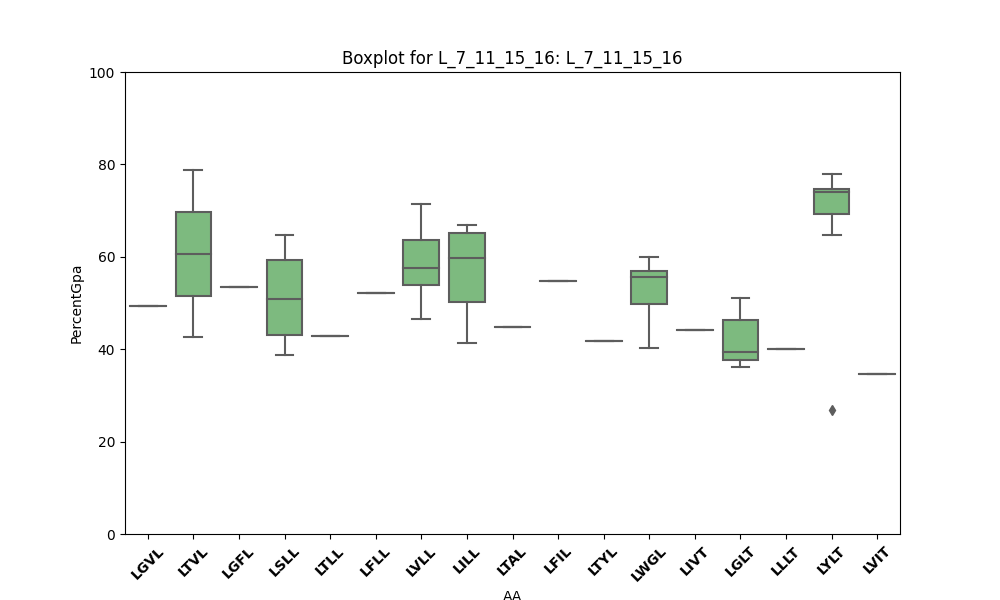 Boxplot for L_7_11_15_16: L_7_11_15_16
100
80
60
40
20
0
PercentGpa
LGVL LTVL LGFL LSLL LTLL LFLL LVLL LILL LTAL LFIL LTYL LWGL LIVT LGLT LLLT LYLT LVIT
AA